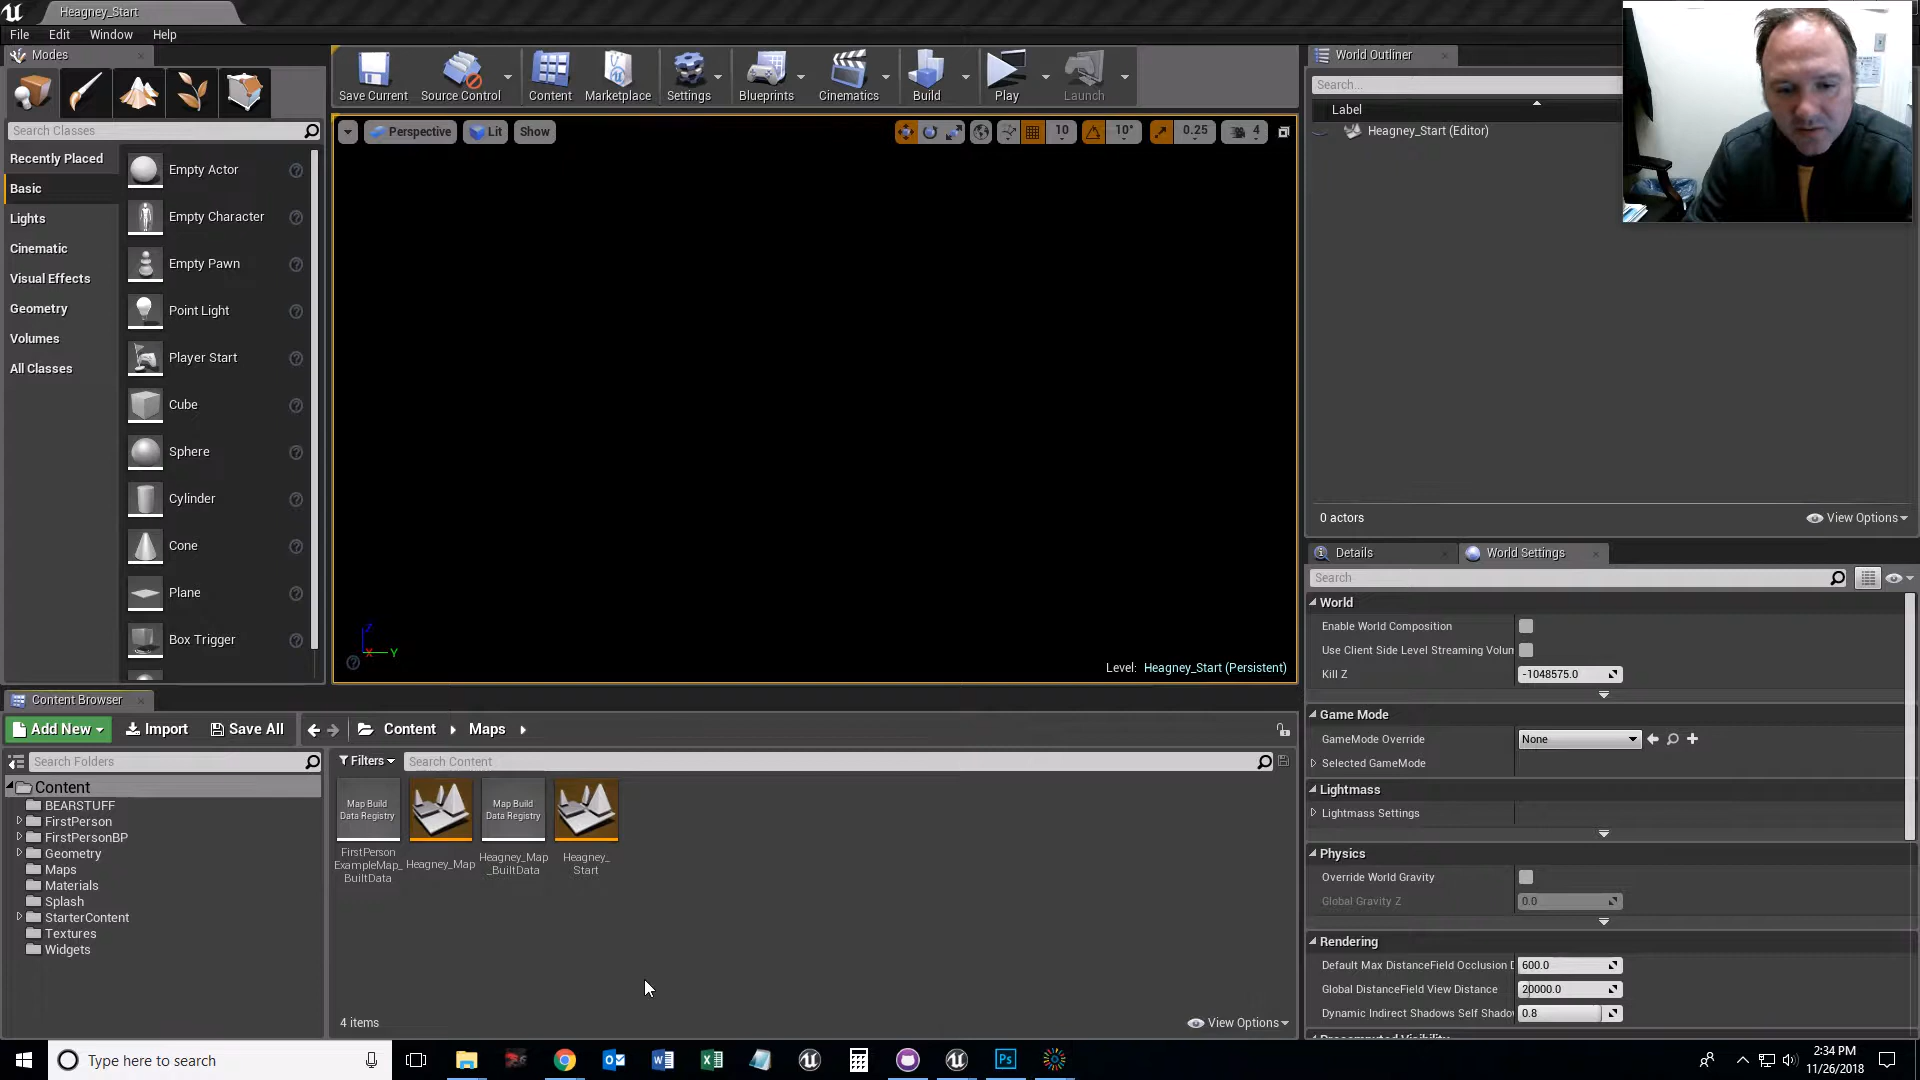 Heagney_Start
File Edit Window Help
Modes
Search Classes
Recently Placed
Basic
Lights
Cinematic
Visual Effects
Geometry
Volumes
All Classes
Empty Actor
Empty Character
Empty Pawn
Point Light
Player Start
Cube
Sphere
Cylinder
Cone
Plane
Box Trigger
Save Current
Source Control
Content
Marketplace
Settings
Blueprints
Cinematics
Build
Play
Launch
Perspective Lit Show
10 10° 0.25 4
Z
X Y
Level: Heagney_Start (Persistent)
World Outliner
Search...
Label
Heagney_Start (Editor)
0 actors
View Options
Details
World Settings
Search
World
Enable World Composition
Use Client Side Level Streaming Volum
Kill Z -1048575.0
Game Mode
GameMode Override None
Selected GameMode
Lightmass
Lightmass Settings
Physics
Override World Gravity
Global Gravity Z 0.0
Rendering
Default Max DistanceField Occlusion D 600.0
Global DistanceField View Distance 20000.0
Dynamic Indirect Shadows Self Shado 0.8
Precomputed Visibility
Content Browser
Add New Import Save All Content Maps
Search Folders
Filters Search Content
Content
BEARSTUFF
FirstPerson
FirstPersonBP
Geometry
Maps
Materials
Splash
StarterContent
Textures
Widgets
Map Build
Data Registry
FirstPerson
ExampleMap_
BuiltData
Heagney_Map
Map Build
Data Registry
Heagney_Map
_BuiltData
Heagney_
Start
4 items
View Options
Type here to search
Ps
2:34 PM
11/26/2018